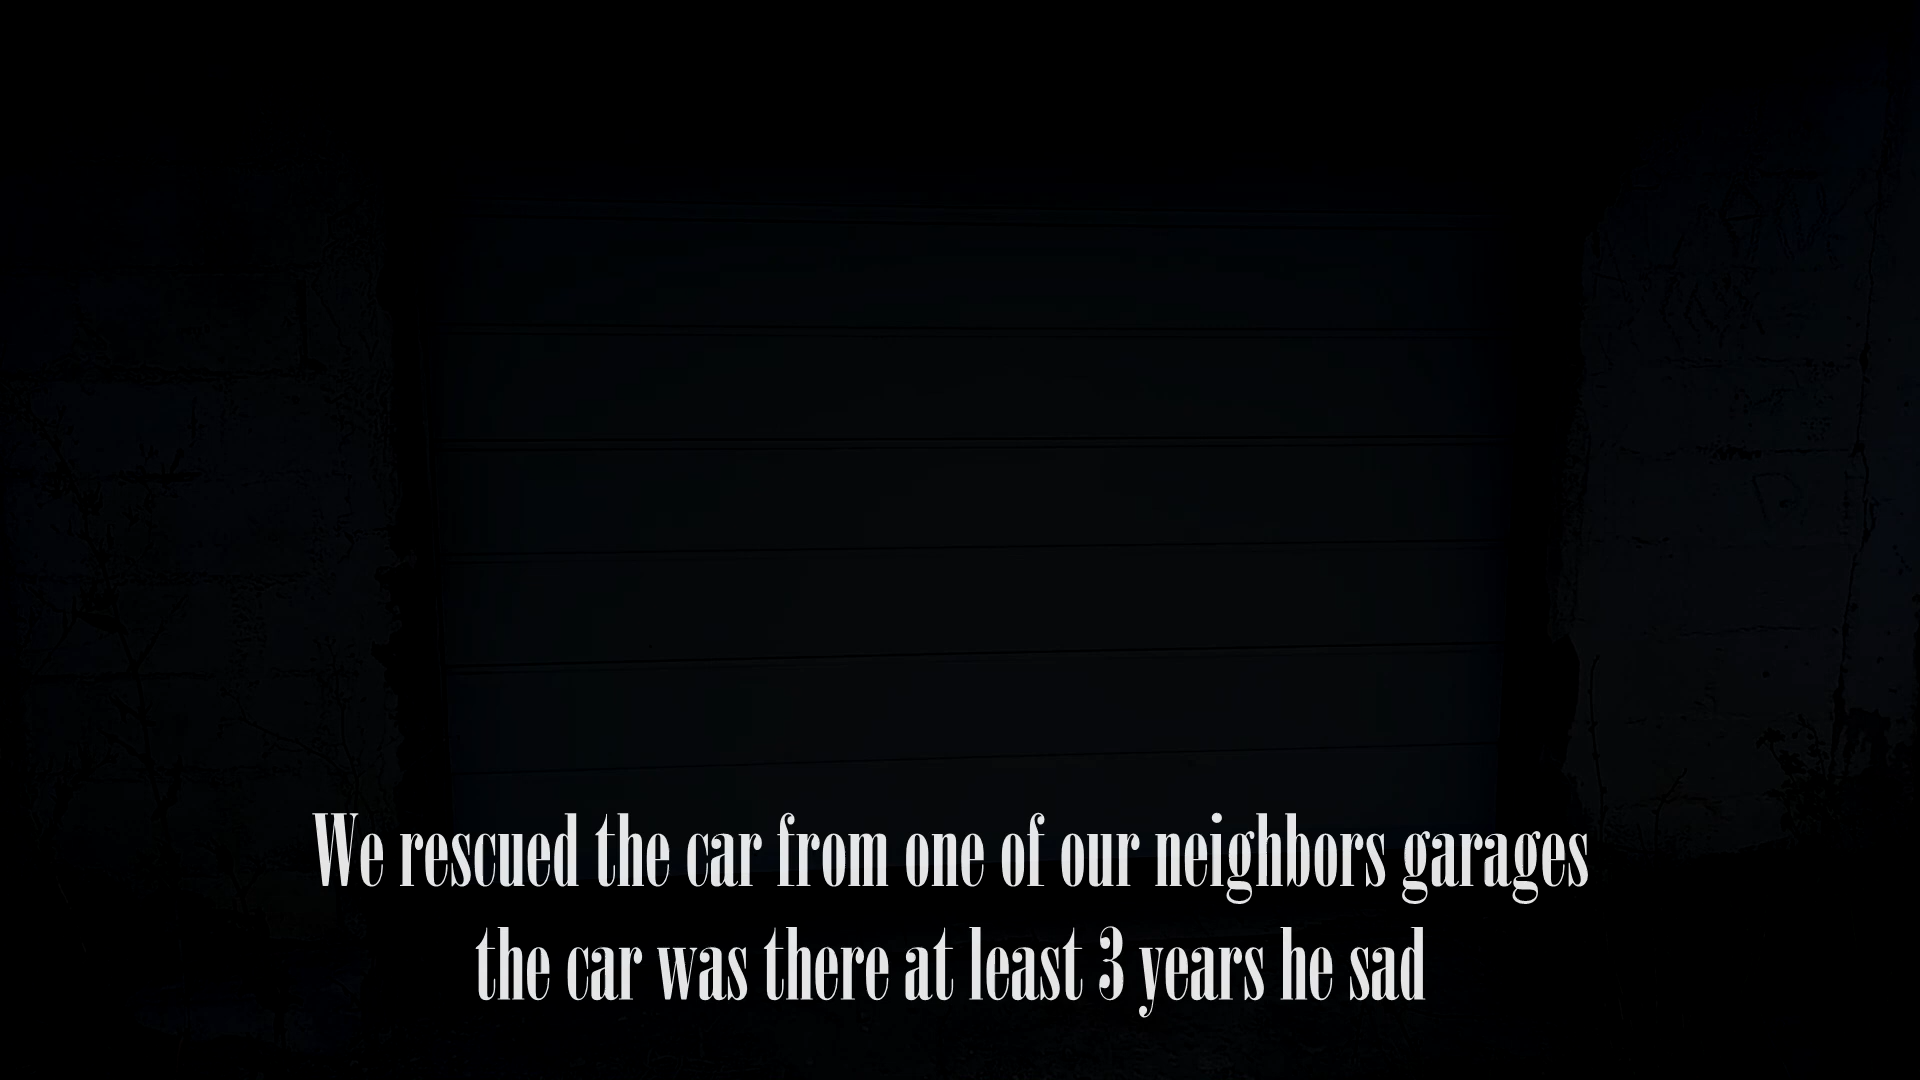 We rescued the car from one of our neighbors garages
the car was there at least 3 years he sad